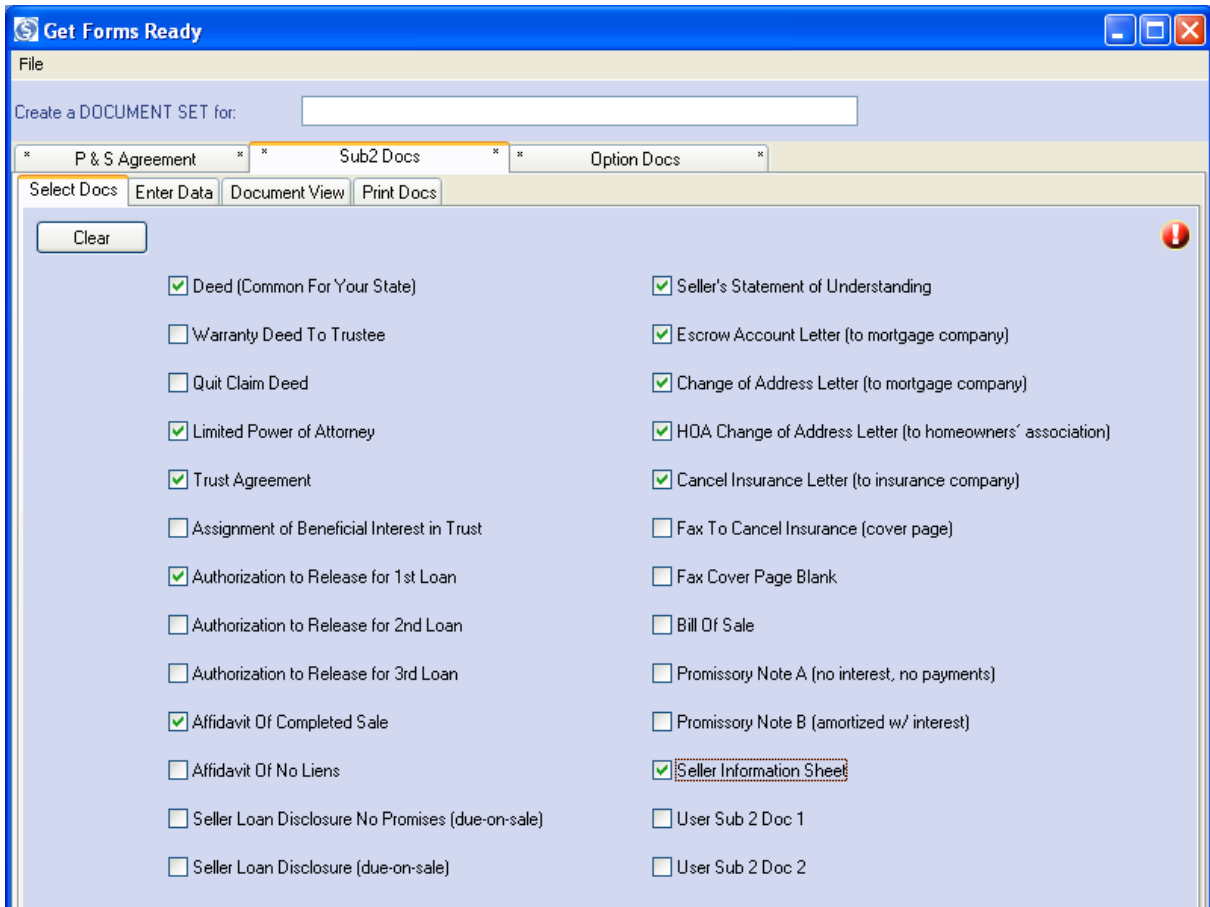 Get Forms Ready
File
Create a DOCUMENT SET for:
* P & S Agreement * * Sub2 Docs * * Option Docs *
Select Docs Enter Data Document View Print Docs
Clear
Deed (Common For Your State)
Warranty Deed To Trustee
Quit Claim Deed
Limited Power of Attorney
Trust Agreement
Assignment of Beneficial Interest in Trust
Authorization to Release for 1st Loan
Authorization to Release for 2nd Loan
Authorization to Release for 3rd Loan
Affidavit Of Completed Sale
Affidavit Of No Liens
Seller Loan Disclosure No Promises (due-on-sale)
Seller Loan Disclosure (due-on-sale)
Seller's Statement of Understanding
Escrow Account Letter (to mortgage company)
Change of Address Letter (to mortgage company)
HOA Change of Address Letter (to homeowners´ association)
Cancel Insurance Letter (to insurance company)
Fax To Cancel Insurance (cover page)
Fax Cover Page Blank
Bill Of Sale
Promissory Note A (no interest, no payments)
Promissory Note B (amortized w/ interest)
Seller Information Sheet
User Sub 2 Doc 1
User Sub 2 Doc 2